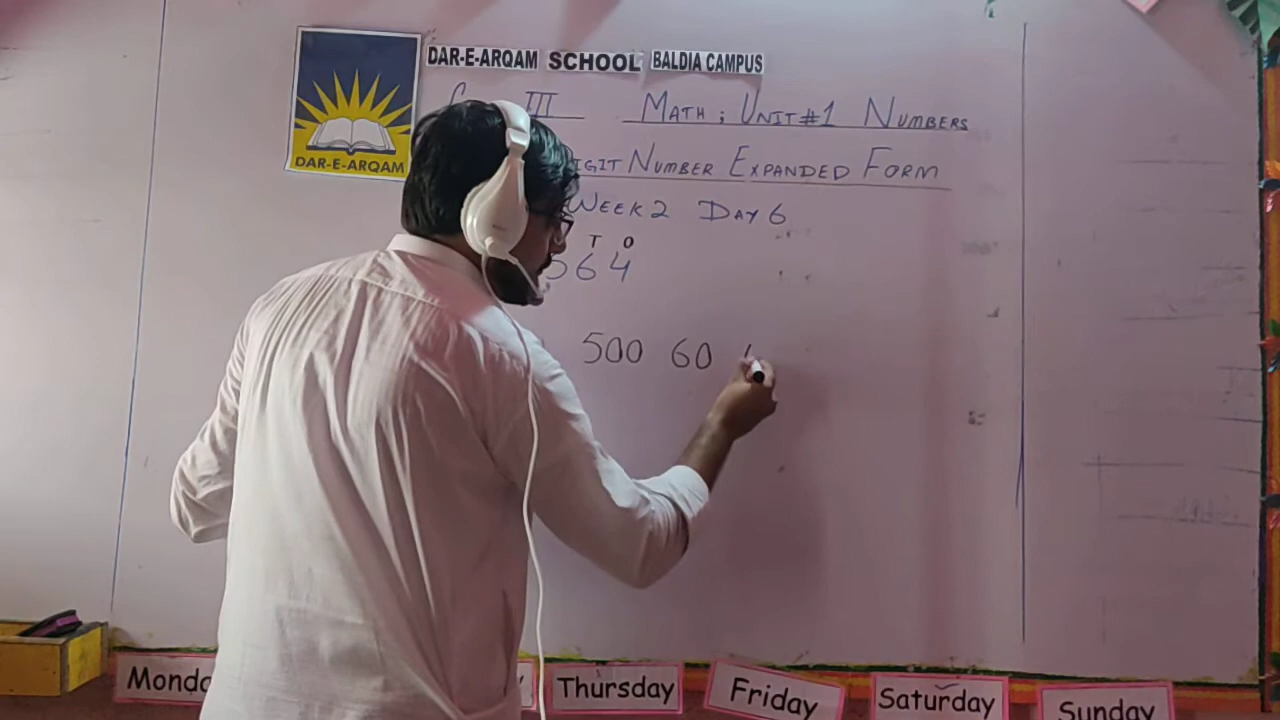 DAR-E-ARQAM SCHOOL BALDIA CAMPUS
DAR-E-ARQAM
III MATH ; UNIT #1 NUMBERS
IGIT NUMBER EXPANDED FORM
WEEK 2 DAY 6
T O
564
500 60
Monda
Thursday
Friday
Saturday
Sunday